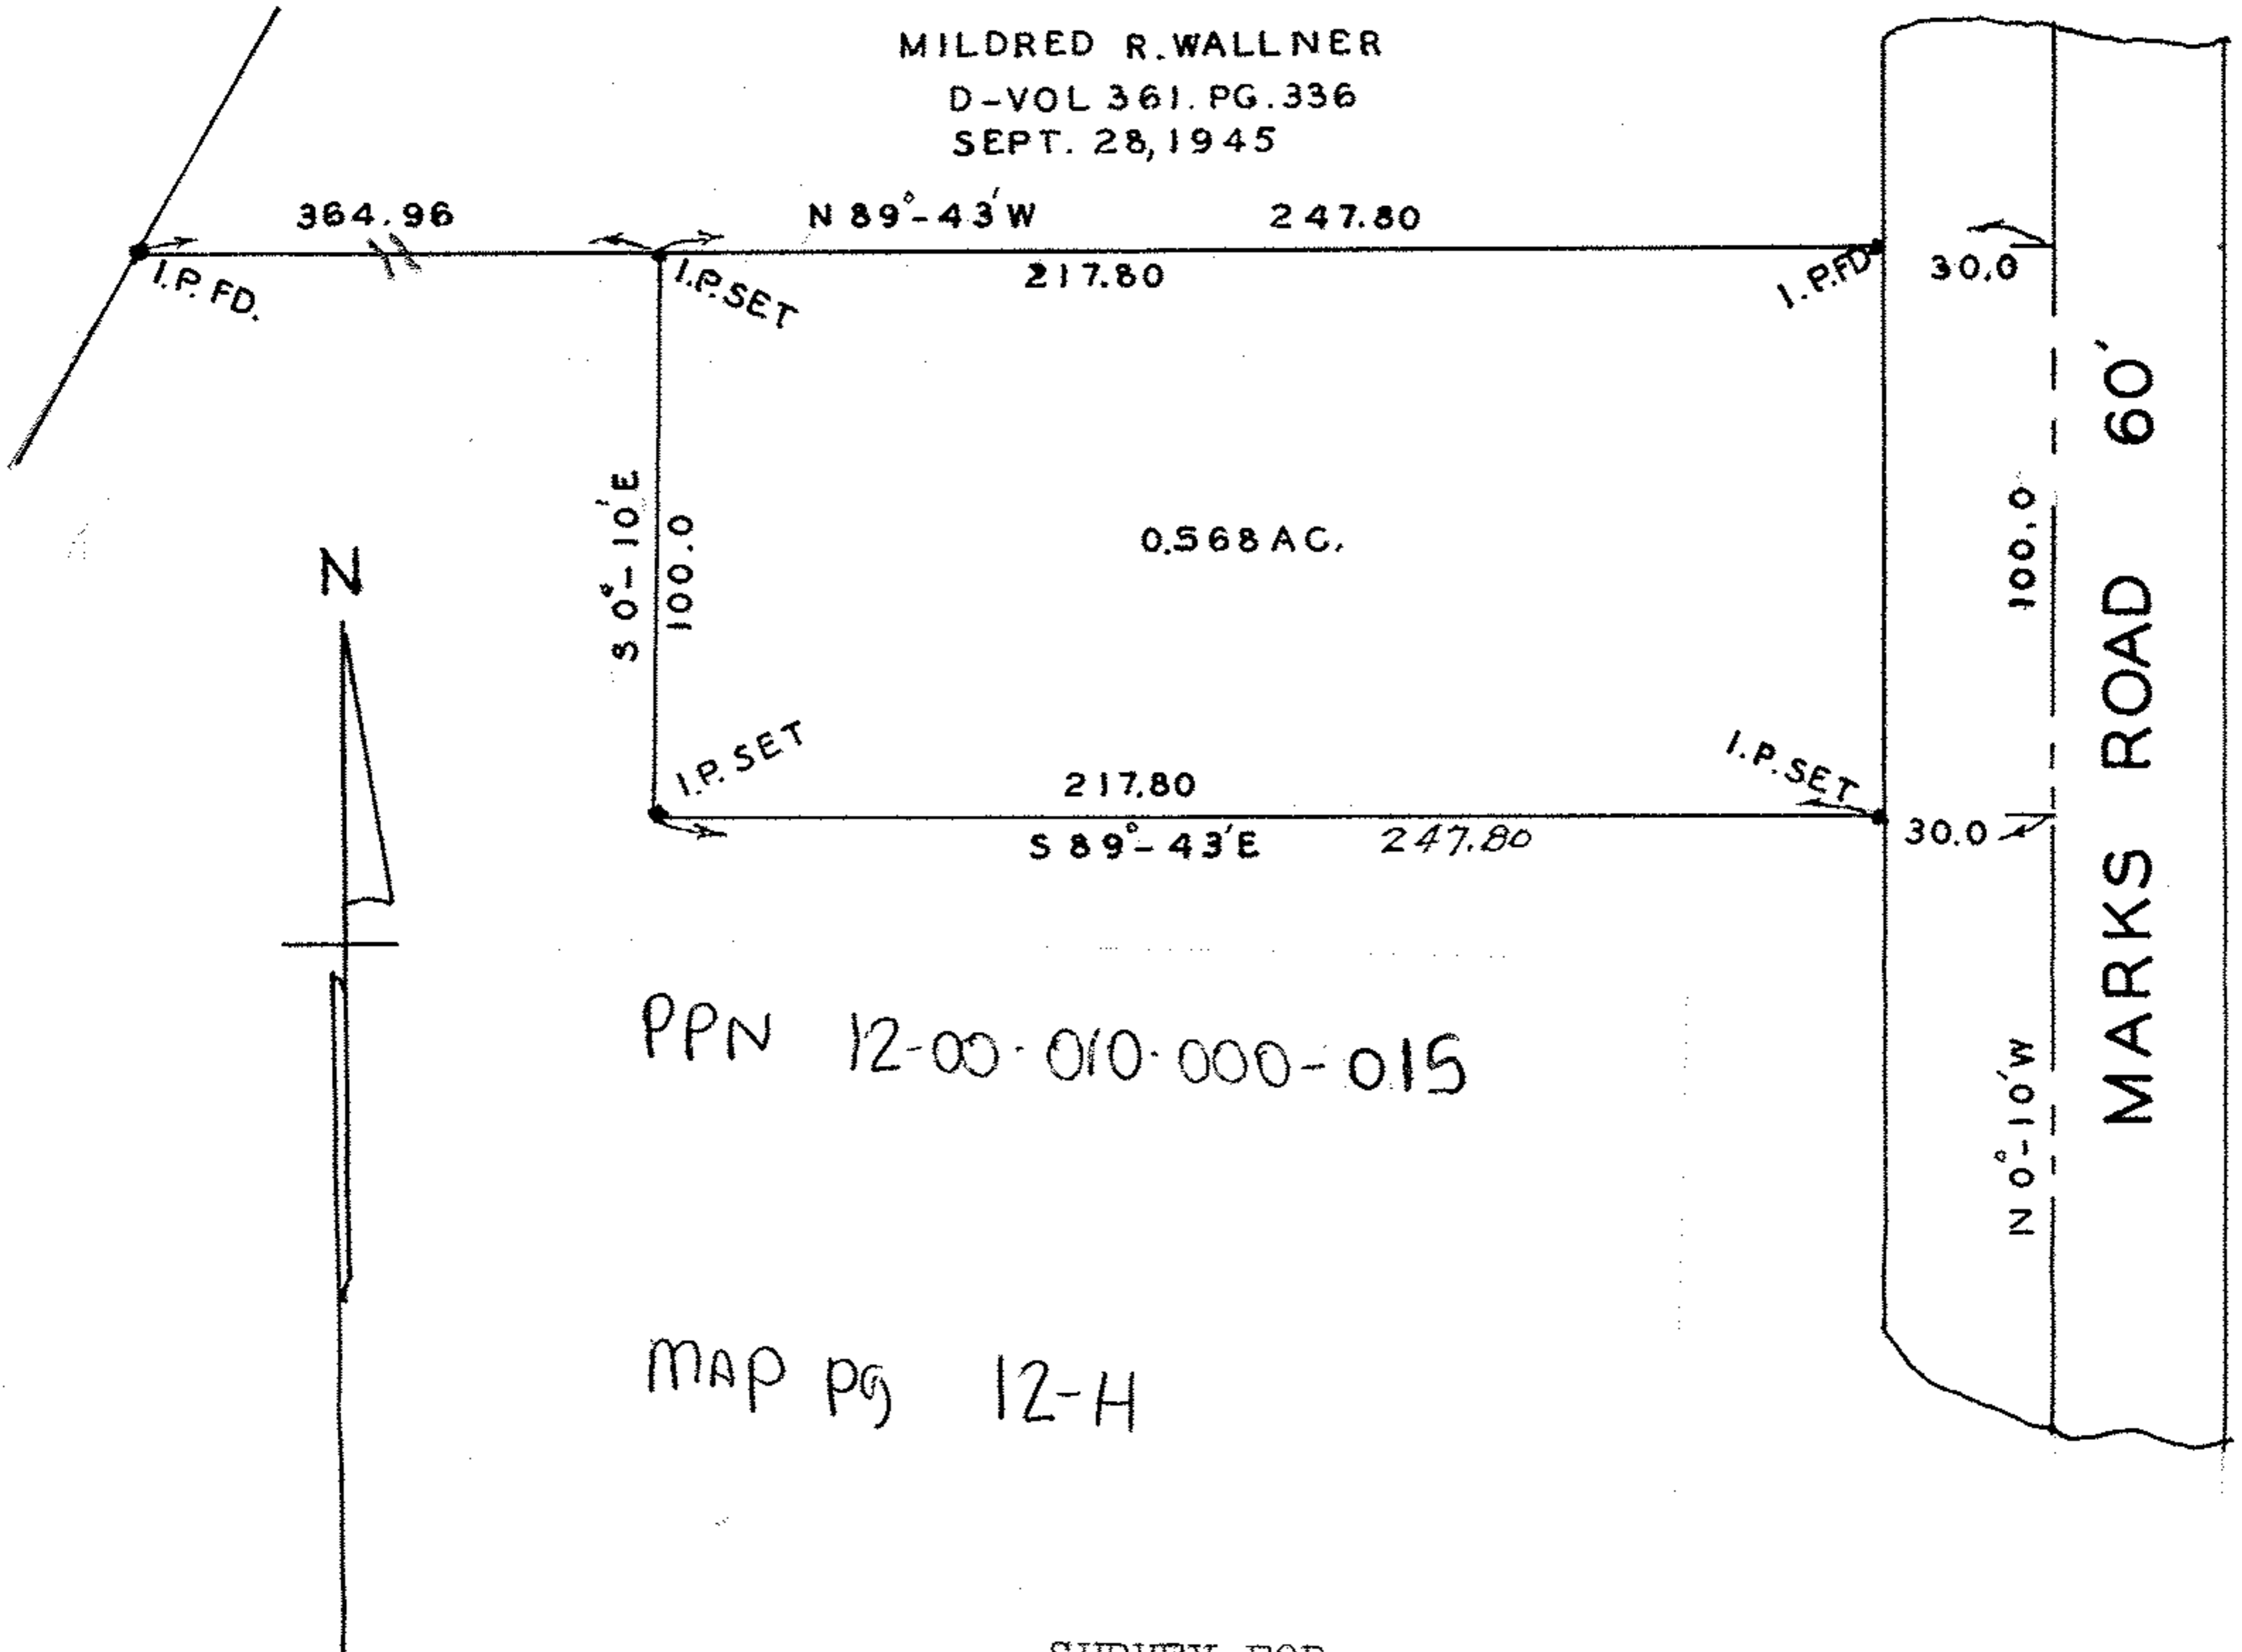 MILDRED R. WALLNER
D-VOL 361. PG. 336
SEPT. 28, 1945
364.96
N 89°-43'W
247.80
217.80
30.0
I.P. FD.
I.P. SET
I.P. FD
MARKS ROAD 60'
S 0°-10'E
100.0
0.568 AC.
100.0
N
I.P. SET
I.P. SET
217.80
S 89°-43'E
247.80
30.0
N 0°-10'W
PPN 12-00-010-000-015
MAP PG 12-H
SURVEY FOR